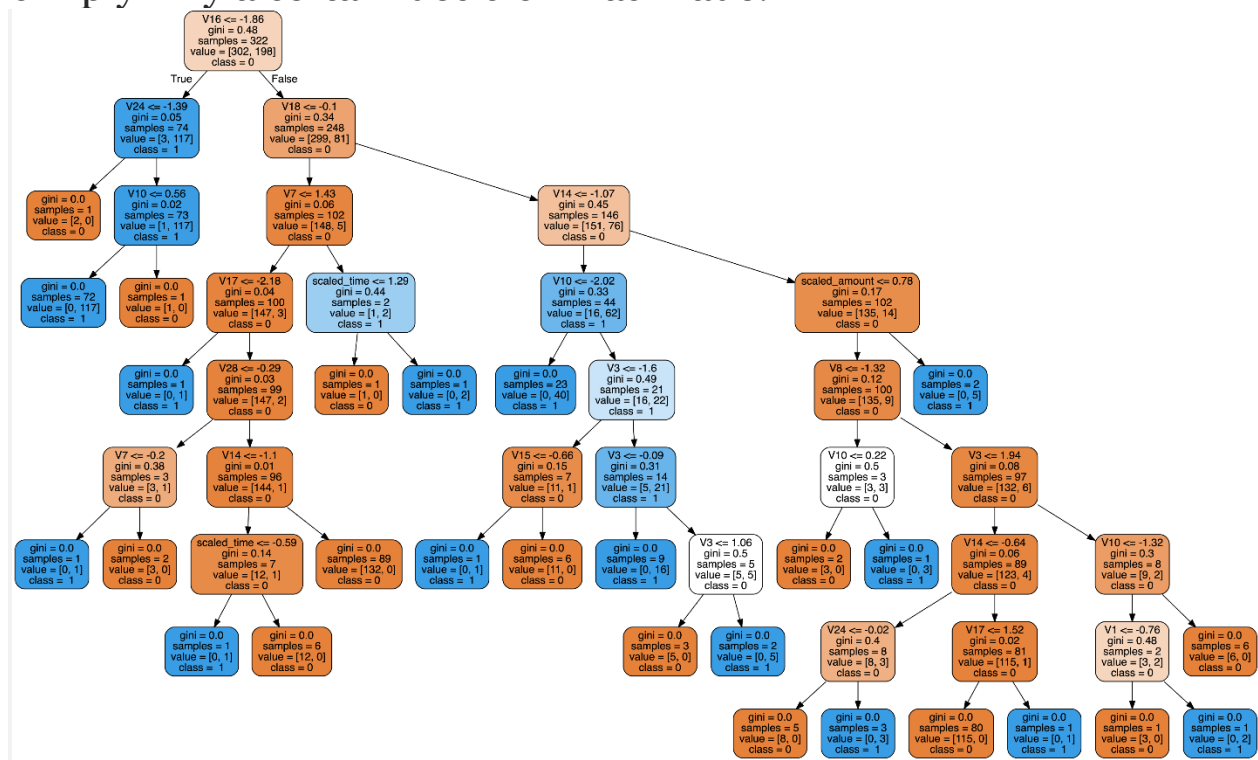 V16 <= -1.86
gini = 0.48
samples = 322
value = [302, 198]
class = 0
True
False
V24 <= -1.39
gini = 0.05
samples = 74
value = [3, 117]
class = 1
V18 <= -0.1
gini = 0.34
samples = 248
value = [299, 81]
class = 0
gini = 0.0
samples = 1
value = [2, 0]
class = 0
V10 <= 0.56
gini = 0.02
samples = 73
value = [1, 117]
class = 1
V7 <= 1.43
gini = 0.06
samples = 102
value = [148, 5]
class = 0
V14 <= -1.07
gini = 0.45
samples = 146
value = [151, 76]
class = 0
gini = 0.0
samples = 72
value = [0, 117]
class = 1
gini = 0.0
samples = 1
value = [1, 0]
class = 0
V17 <= -2.18
gini = 0.04
samples = 100
value = [147, 3]
class = 0
scaled_time <= 1.29
gini = 0.44
samples = 2
value = [1, 2]
class = 1
V10 <= -2.02
gini = 0.33
samples = 44
value = [16, 62]
class = 1
scaled_amount <= 0.78
gini = 0.17
samples = 102
value = [135, 14]
class = 0
gini = 0.0
samples = 1
value = [0, 1]
class = 1
V28 <= -0.29
gini = 0.03
samples = 99
value = [147, 2]
class = 0
gini = 0.0
samples = 1
value = [1, 0]
class = 0
gini = 0.0
samples = 1
value = [0, 2]
class = 1
gini = 0.0
samples = 23
value = [0, 40]
class = 1
V3 <= -1.6
gini = 0.49
samples = 21
value = [16, 22]
class = 1
V8 <= -1.32
gini = 0.12
samples = 100
value = [135, 9]
class = 0
gini = 0.0
samples = 2
value = [0, 5]
class = 1
V7 <= -0.2
gini = 0.38
samples = 3
value = [3, 1]
class = 0
V14 <= -1.1
gini = 0.01
samples = 96
value = [144, 1]
class = 0
V15 <= -0.66
gini = 0.15
samples = 7
value = [11, 1]
class = 0
V3 <= -0.09
gini = 0.31
samples = 14
value = [5, 21]
class = 1
V10 <= 0.22
gini = 0.5
samples = 3
value = [3, 3]
class = 0
V3 <= 1.94
gini = 0.08
samples = 97
value = [132, 6]
class = 0
gini = 0.0
samples = 1
value = [0, 1]
class = 1
gini = 0.0
samples = 2
value = [3, 0]
class = 0
scaled_time <= -0.59
gini = 0.14
samples = 7
value = [12, 1]
class = 0
gini = 0.0
samples = 89
value = [132, 0]
class = 0
gini = 0.0
samples = 1
value = [0, 1]
class = 1
gini = 0.0
samples = 6
value = [11, 0]
class = 0
gini = 0.0
samples = 9
value = [0, 16]
class = 1
V3 <= 1.06
gini = 0.5
samples = 5
value = [5, 5]
class = 0
gini = 0.0
samples = 2
value = [3, 0]
class = 0
gini = 0.0
samples = 1
value = [0, 3]
class = 1
V14 <= -0.64
gini = 0.06
samples = 89
value = [123, 4]
class = 0
V10 <= -1.32
gini = 0.3
samples = 8
value = [9, 2]
class = 0
gini = 0.0
samples = 1
value = [0, 1]
class = 1
gini = 0.0
samples = 6
value = [12, 0]
class = 0
gini = 0.0
samples = 3
value = [5, 0]
class = 0
gini = 0.0
samples = 2
value = [0, 5]
class = 1
V24 <= -0.02
gini = 0.4
samples = 8
value = [8, 3]
class = 0
V17 <= 1.52
gini = 0.02
samples = 81
value = [115, 1]
class = 0
V1 <= -0.76
gini = 0.48
samples = 2
value = [3, 2]
class = 0
gini = 0.0
samples = 6
value = [6, 0]
class = 0
gini = 0.0
samples = 5
value = [8, 0]
class = 0
gini = 0.0
samples = 3
value = [0, 3]
class = 1
gini = 0.0
samples = 80
value = [115, 0]
class = 0
gini = 0.0
samples = 1
value = [0, 1]
class = 1
gini = 0.0
samples = 1
value = [3, 0]
class = 0
gini = 0.0
samples = 1
value = [0, 2]
class = 1